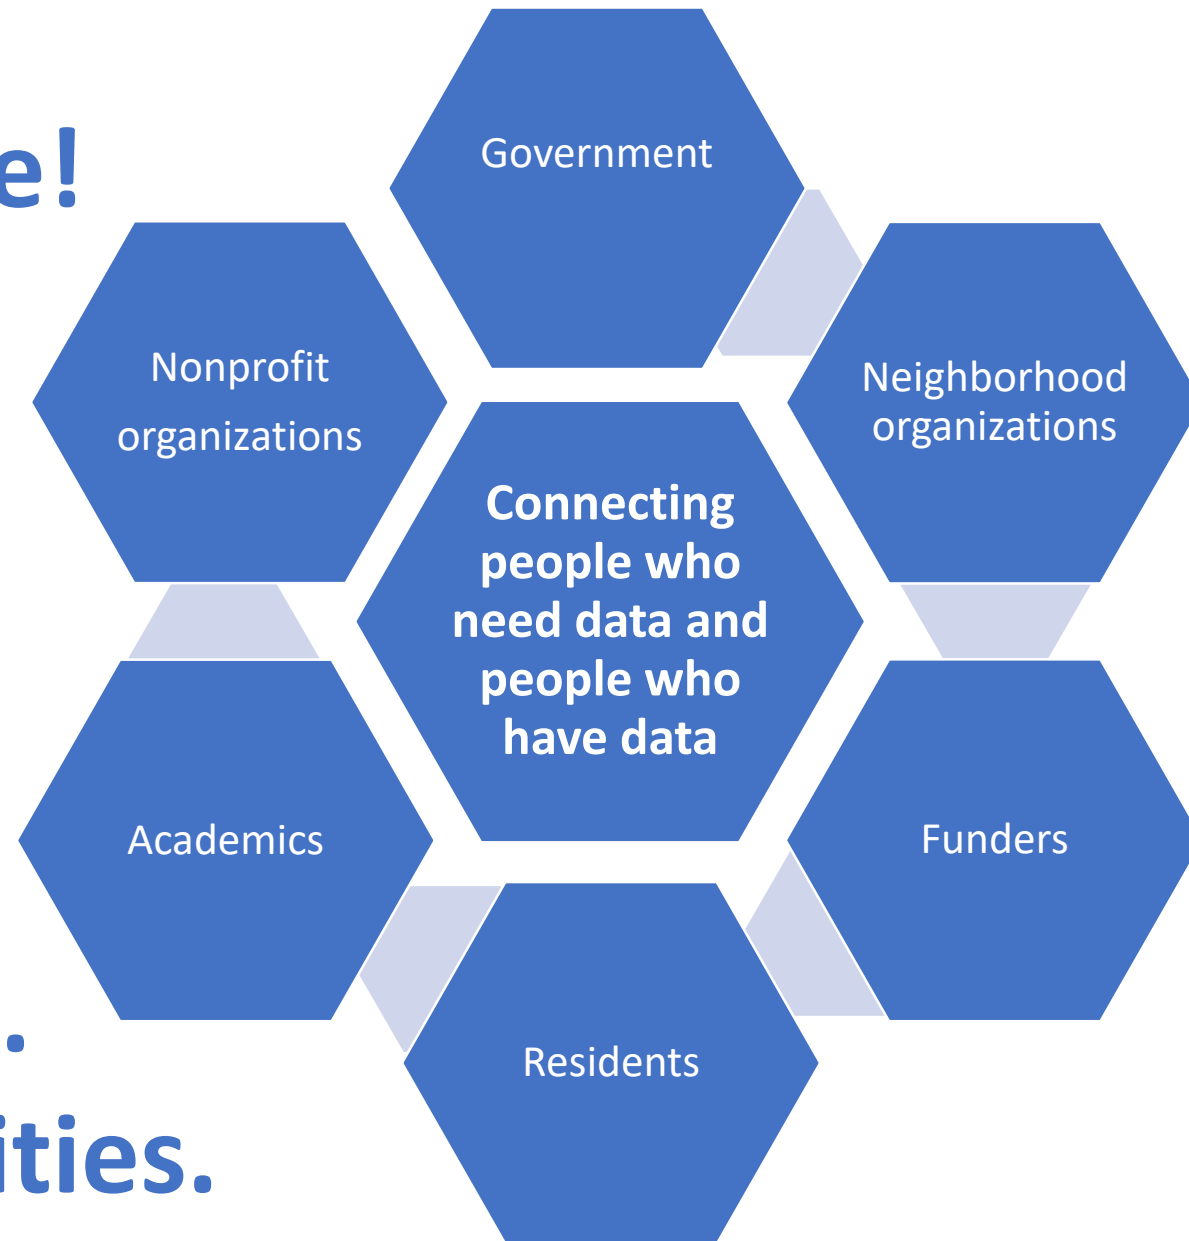 Government
e!
Nonprofit
organizations
Neighborhood
organizations
Connecting
people who
need data and
people who
have data
Academics
Funders
Residents
.
ities.